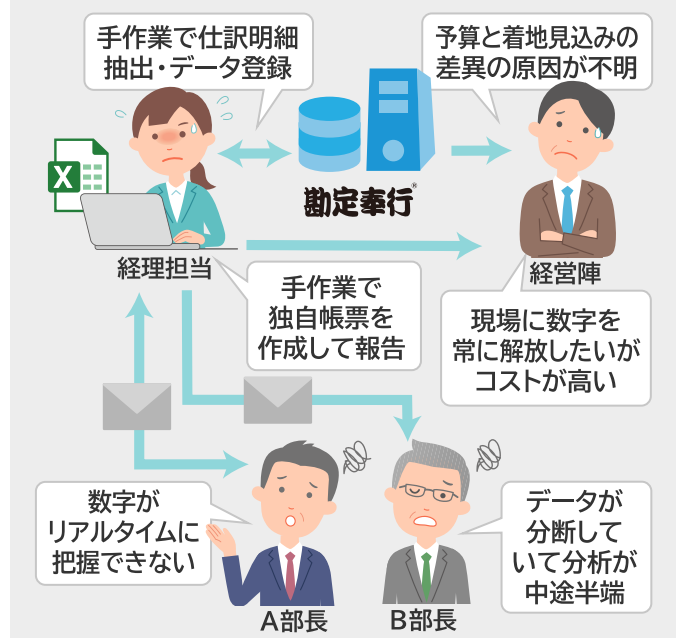 手作業で仕訳明細
抽出・データ登録
予算と着地見込みの
差異の原因が不明
X
勘定奉行®
経理担当
経営陣
手作業で
独自帳票を
作成して報告
現場に数字を
常に解放したいが
コストが高い
数字が
リアルタイムに
把握できない
データが
分断して
いて分析が
中途半端
A部長
B部長